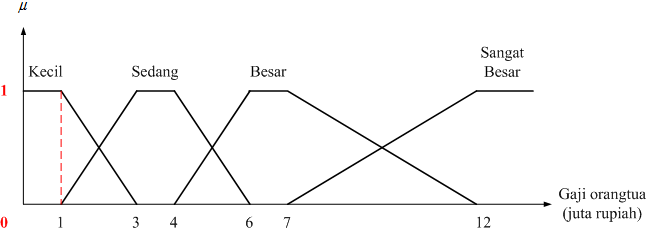 μ
Kecil
Sedang
Besar
Sangat
Besar
1
0
1
3
4
6
7
12
Gaji orangtua
(juta rupiah)